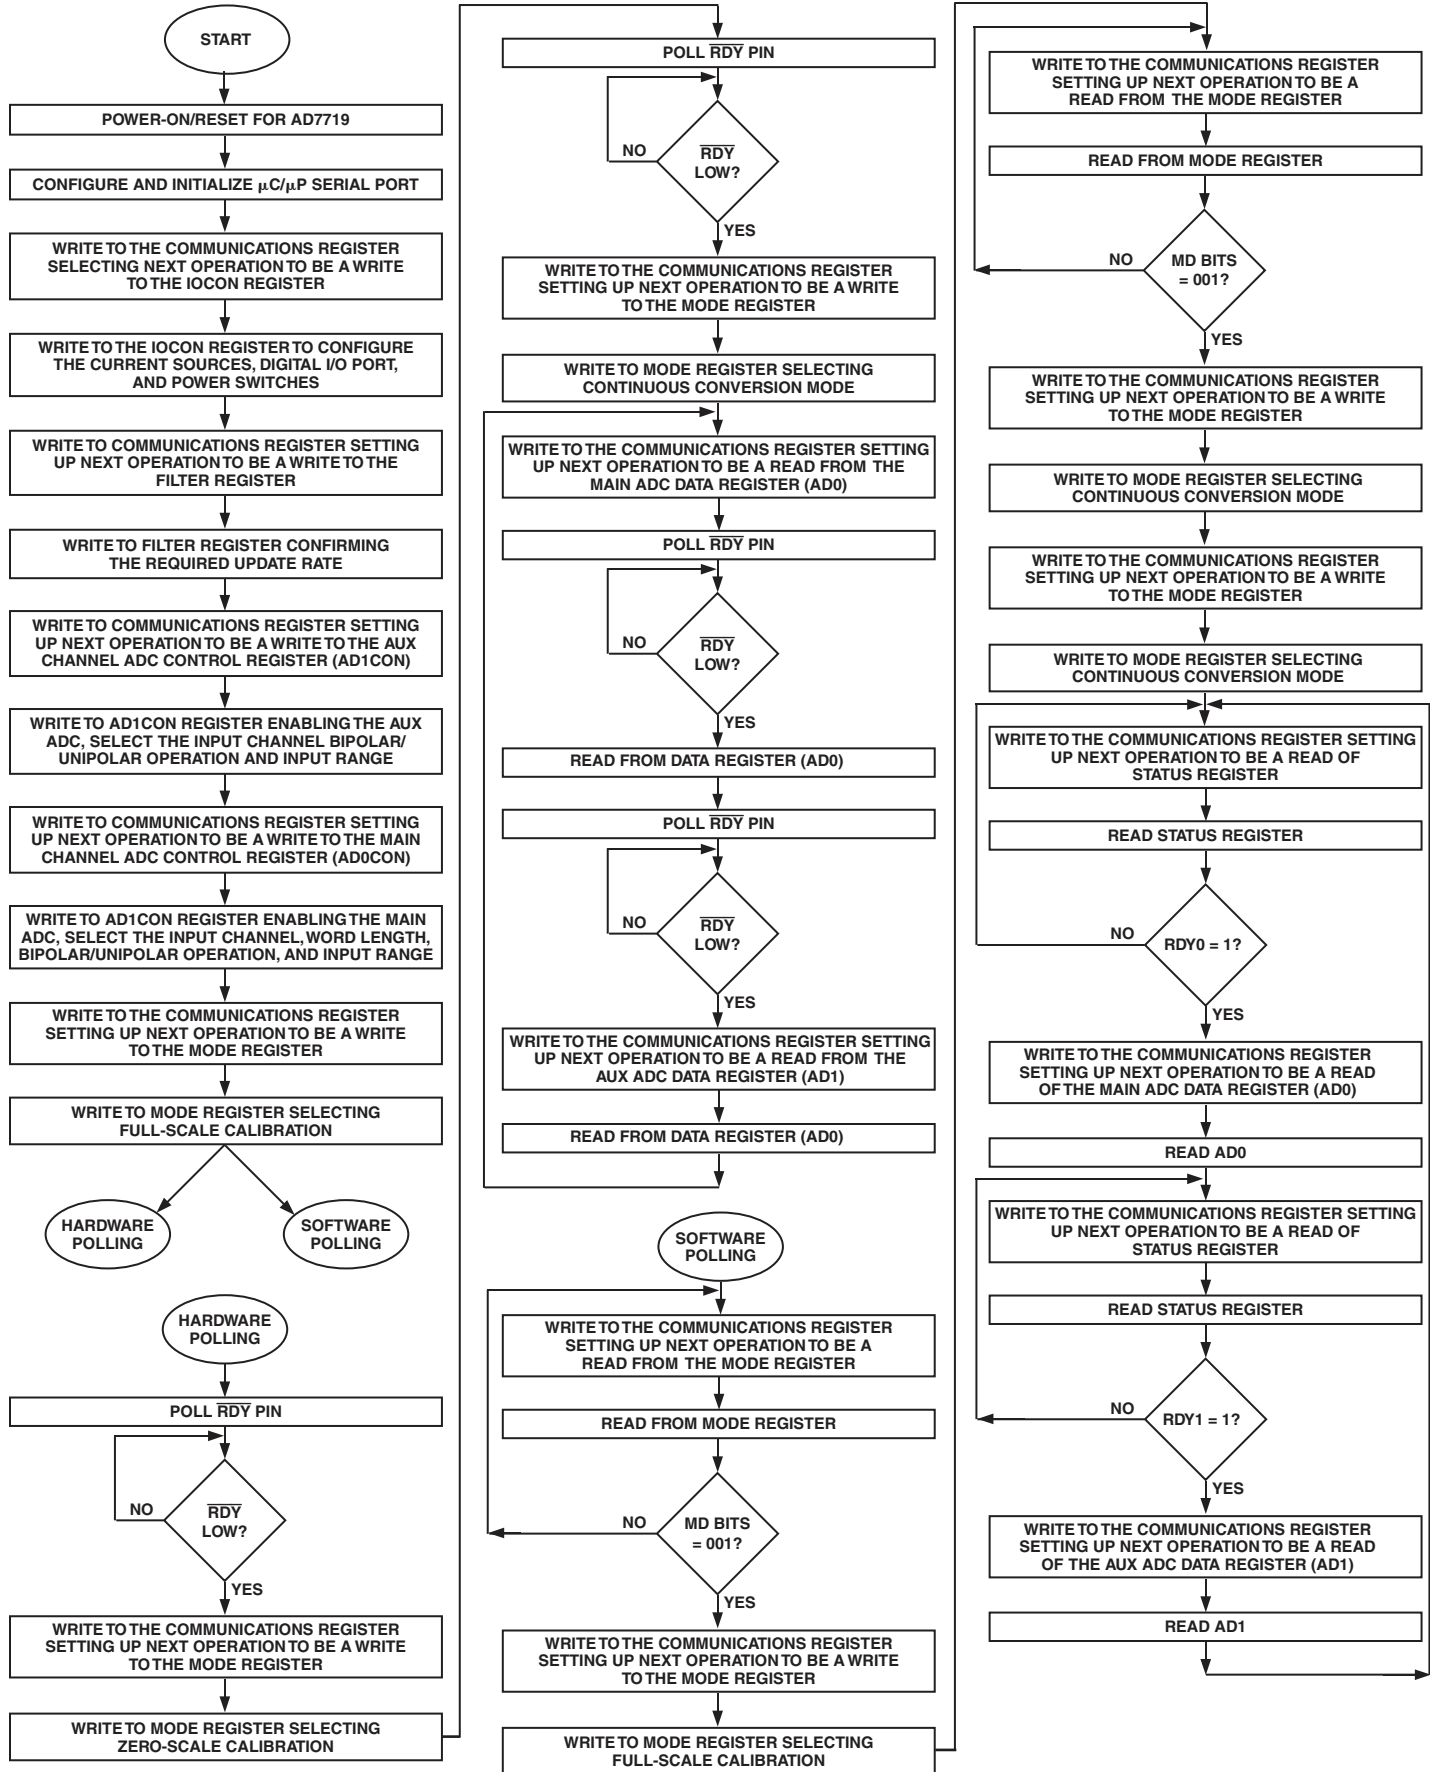 START
POWER-ON/RESET FOR AD7719
CONFIGURE AND INITIALIZE μC/μP SERIAL PORT
WRITE TO THE COMMUNICATIONS REGISTER
SELECTING NEXT OPERATION TO BE A WRITE
TO THE IOCON REGISTER
WRITE TO THE IOCON REGISTER TO CONFIGURE
THE CURRENT SOURCES, DIGITAL I/O PORT,
AND POWER SWITCHES
WRITE TO COMMUNICATIONS REGISTER SETTING
UP NEXT OPERATION TO BE A WRITE TO THE
FILTER REGISTER
WRITE TO FILTER REGISTER CONFIRMING
THE REQUIRED UPDATE RATE
WRITE TO COMMUNICATIONS REGISTER SETTING
UP NEXT OPERATION TO BE A WRITE TO THE AUX
CHANNEL ADC CONTROL REGISTER (AD1CON)
WRITE TO AD1CON REGISTER ENABLING THE AUX
ADC, SELECT THE INPUT CHANNEL BIPOLAR/
UNIPOLAR OPERATION AND INPUT RANGE
WRITE TO COMMUNICATIONS REGISTER SETTING
UP NEXT OPERATION TO BE A WRITE TO THE MAIN
CHANNEL ADC CONTROL REGISTER (AD0CON)
WRITE TO AD1CON REGISTER ENABLING THE MAIN
ADC, SELECT THE INPUT CHANNEL, WORD LENGTH,
BIPOLAR/UNIPOLAR OPERATION, AND INPUT RANGE
WRITE TO THE COMMUNICATIONS REGISTER
SETTING UP NEXT OPERATION TO BE A WRITE
TO THE MODE REGISTER
WRITE TO MODE REGISTER SELECTING
FULL-SCALE CALIBRATION
HARDWARE
POLLING
SOFTWARE
POLLING
HARDWARE
POLLING
POLL R̅D̅Y̅ PIN
NO
R̅D̅Y̅
LOW?
YES
WRITE TO THE COMMUNICATIONS REGISTER
SETTING UP NEXT OPERATION TO BE A WRITE
TO THE MODE REGISTER
WRITE TO MODE REGISTER SELECTING
ZERO-SCALE CALIBRATION
POLL R̅D̅Y̅ PIN
NO
R̅D̅Y̅
LOW?
YES
WRITE TO THE COMMUNICATIONS REGISTER
SETTING UP NEXT OPERATION TO BE A WRITE
TO THE MODE REGISTER
WRITE TO MODE REGISTER SELECTING
CONTINUOUS CONVERSION MODE
WRITE TO THE COMMUNICATIONS REGISTER SETTING
UP NEXT OPERATION TO BE A READ FROM THE
MAIN ADC DATA REGISTER (AD0)
POLL R̅D̅Y̅ PIN
NO
R̅D̅Y̅
LOW?
YES
READ FROM DATA REGISTER (AD0)
POLL R̅D̅Y̅ PIN
NO
R̅D̅Y̅
LOW?
YES
WRITE TO THE COMMUNICATIONS REGISTER SETTING
UP NEXT OPERATION TO BE A READ FROM THE
AUX ADC DATA REGISTER (AD1)
READ FROM DATA REGISTER (AD0)
SOFTWARE
POLLING
WRITE TO THE COMMUNICATIONS REGISTER
SETTING UP NEXT OPERATION TO BE A
READ FROM THE MODE REGISTER
READ FROM MODE REGISTER
NO
MD BITS
= 001?
YES
WRITE TO THE COMMUNICATIONS REGISTER
SETTING UP NEXT OPERATION TO BE A WRITE
TO THE MODE REGISTER
WRITE TO MODE REGISTER SELECTING
FULL-SCALE CALIBRATION
WRITE TO THE COMMUNICATIONS REGISTER
SETTING UP NEXT OPERATION TO BE A
READ FROM THE MODE REGISTER
READ FROM MODE REGISTER
NO
MD BITS
= 001?
YES
WRITE TO THE COMMUNICATIONS REGISTER
SETTING UP NEXT OPERATION TO BE A WRITE
TO THE MODE REGISTER
WRITE TO MODE REGISTER SELECTING
CONTINUOUS CONVERSION MODE
WRITE TO THE COMMUNICATIONS REGISTER
SETTING UP NEXT OPERATION TO BE A WRITE
TO THE MODE REGISTER
WRITE TO MODE REGISTER SELECTING
CONTINUOUS CONVERSION MODE
WRITE TO THE COMMUNICATIONS REGISTER SETTING
UP NEXT OPERATION TO BE A READ OF
STATUS REGISTER
READ STATUS REGISTER
NO
RDY0 = 1?
YES
WRITE TO THE COMMUNICATIONS REGISTER
SETTING UP NEXT OPERATION TO BE A READ
OF THE MAIN ADC DATA REGISTER (AD0)
READ AD0
WRITE TO THE COMMUNICATIONS REGISTER SETTING
UP NEXT OPERATION TO BE A READ OF
STATUS REGISTER
READ STATUS REGISTER
NO
RDY1 = 1?
YES
WRITE TO THE COMMUNICATIONS REGISTER
SETTING UP NEXT OPERATION TO BE A READ
OF THE AUX ADC DATA REGISTER (AD1)
READ AD1